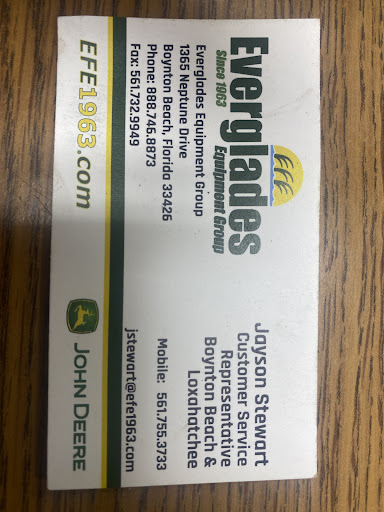 EFE
Everglades
Since 1963 Equipment Group
Everglades Equipment Group
1365 Neptune Drive
Boynton Beach, Florida 33426
Phone: 888.746.8873
Fax: 561.732.9949
Jayson Stewart
Customer Service
Representative
Boynton Beach &
Loxahatchee
Mobile: 561.755.3733
jstewart@efe1963.com
EFE1963.com
JOHN DEERE